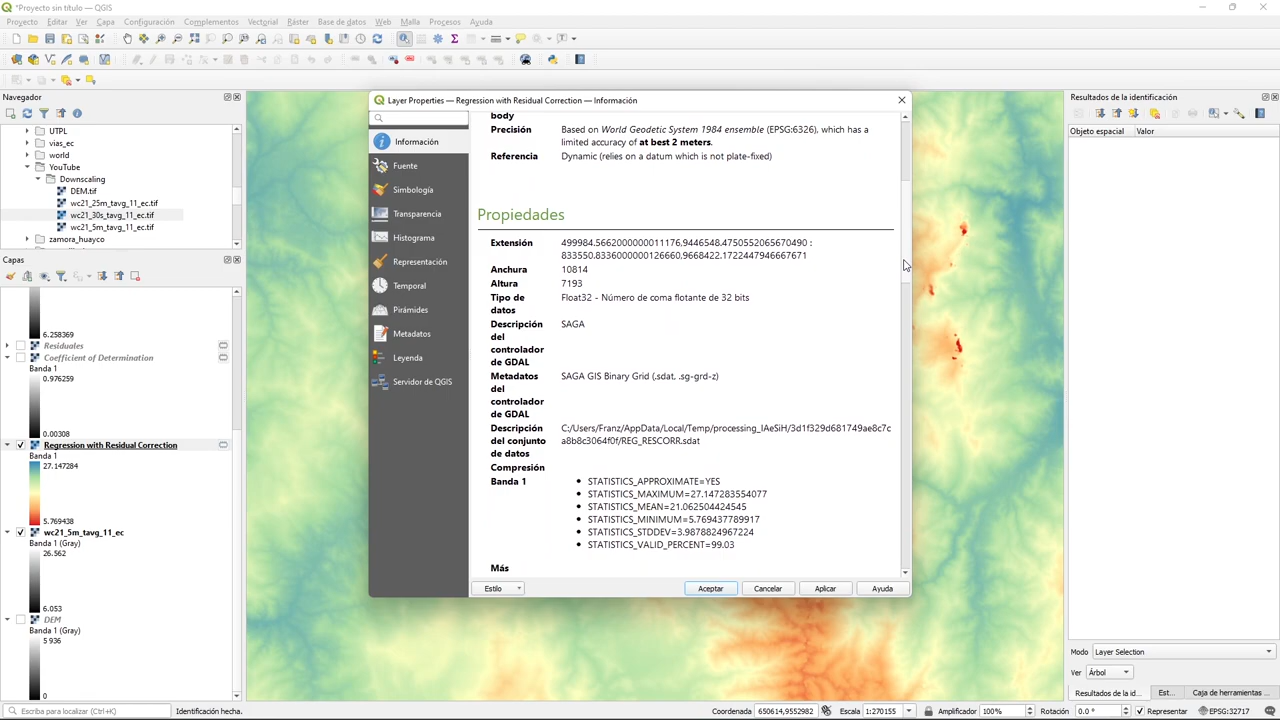 *Proyecto sin título — QGIS
Proyecto Editar Ver Capa Configuración Complementos Vectorial Ráster Base de datos Web Malla Procesos Ayuda
Navegador
UTPL
vias_ec
world
YouTube
Downscaling
DEM.tif
wc21_25m_tavg_11_ec.tif
wc21_30s_tavg_11_ec.tif
wc21_5m_tavg_11_ec.tif
zamora_huayco
Capas
6.258369
Residuales
Coefficient of Determination
Banda 1
0.976259
0.00308
Regression with Residual Correction
Banda 1
27.147284
5.769438
wc21_5m_tavg_11_ec
Banda 1 (Gray)
26.562
6.053
DEM
Banda 1 (Gray)
5 936
0
Layer Properties — Regression with Residual Correction — Información
Información
Fuente
Simbología
Transparencia
Histograma
Representación
Temporal
Pirámides
Metadatos
Leyenda
Servidor de QGIS
body
Precisión Based on World Geodetic System 1984 ensemble (EPSG:6326), which has a
limited accuracy of at best 2 meters.
Referencia Dynamic (relies on a datum which is not plate-fixed)
Propiedades
Extensión 499984.5662000000011176,9446548.4750552065670490 :
833550.8336000000126660,9668422.1722447946667671
Anchura 10814
Altura 7193
Tipo de Float32 - Número de coma flotante de 32 bits
datos
Descripción SAGA
del
controlador
de GDAL
Metadatos SAGA GIS Binary Grid (.sdat, .sg-grd-z)
del
controlador
de GDAL
Descripción C:/Users/Franz/AppData/Local/Temp/processing_IAeSiH/3d1f329d681749ae8c7c
del conjunto a8b8c3064f0f/REG_RESCORR.sdat
de datos
Compresión
Banda 1 • STATISTICS_APPROXIMATE=YES
• STATISTICS_MAXIMUM=27.147283554077
• STATISTICS_MEAN=21.062504424545
• STATISTICS_MINIMUM=5.769437789917
• STATISTICS_STDDEV=3.9878824967224
• STATISTICS_VALID_PERCENT=99.03
Más
Estilo Aceptar Cancelar Aplicar Ayuda
Resultados de la identificación
Objeto espacial Valor
Modo Layer Selection
Ver Árbol
Resultados de la id... Est... Caja de herramientas ...
Escriba para localizar (Ctrl+K) Identificación hecha. Coordenada 650614,9552982 Escala 1:270155 Amplificador 100% Rotación 0.0 ° Representar EPSG:32717